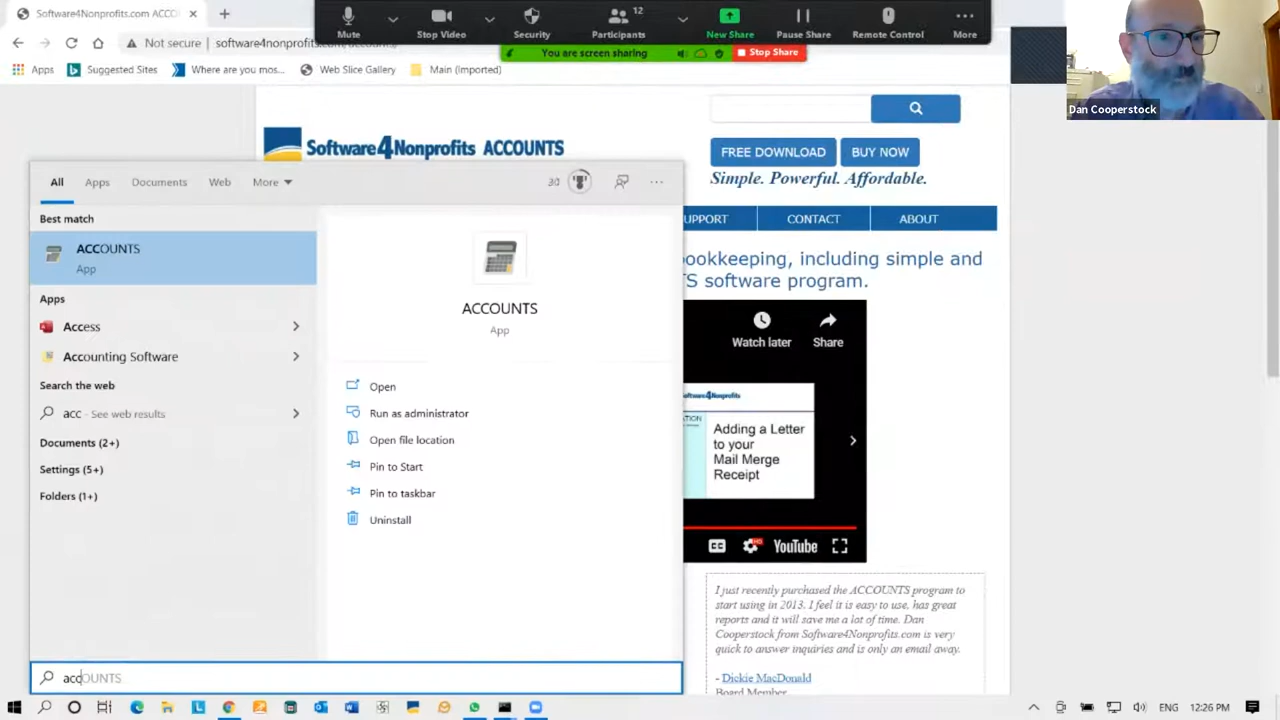 Software4Nonprofits.com ACCO
Mute
Stop Video
Security
12
Participants
New Share
Pause Share
Remote Control
More
You are screen sharing
Stop Share
Not secure
software4nonprofits.com/accounts/
Apps
Suggested Sites
Where are you mos...
Web Slice Gallery
Main (Imported)
Dan Cooperstock
Software4Nonprofits ACCOUNTS
FREE DOWNLOAD
BUY NOW
Simple. Powerful. Affordable.
UPPORT
CONTACT
ABOUT
ookkeeping, including simple and
TS software program.
All
Apps
Documents
Web
More
30
Best match
ACCOUNTS
App
Apps
Access
Accounting Software
Search the web
acc - See web results
Documents (2+)
Settings (5+)
Folders (1+)
ACCOUNTS
App
Open
Run as administrator
Open file location
Pin to Start
Pin to taskbar
Uninstall
Watch later
Share
oftware4Nonprofits
ATION
Adding a Letter
to your
Mail Merge
Receipt
CC
HD
YouTube
I just recently purchased the ACCOUNTS program to
start using in 2013. I feel it is easy to use, has great
reports and it will save me a lot of time. Dan
Cooperstock from Software4Nonprofits.com is very
quick to answer inquiries and is only an email away.
- Dickie MacDonald
Board Member
accOUNTS
ENG
12:26 PM